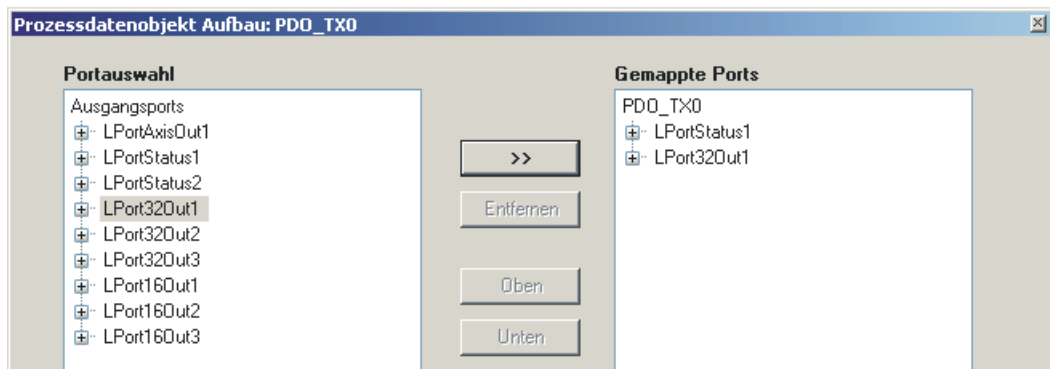 Prozessdatenobjekt Aufbau: PDO_TX0
Portauswahl
Ausgangsports
LPortAxisOut1
LPortStatus1
LPortStatus2
LPort32Out1
LPort32Out2
LPort32Out3
LPort16Out1
LPort16Out2
LPort16Out3
>>
Entfernen
Oben
Unten
Gemappte Ports
PDO_TX0
LPortStatus1
LPort32Out1